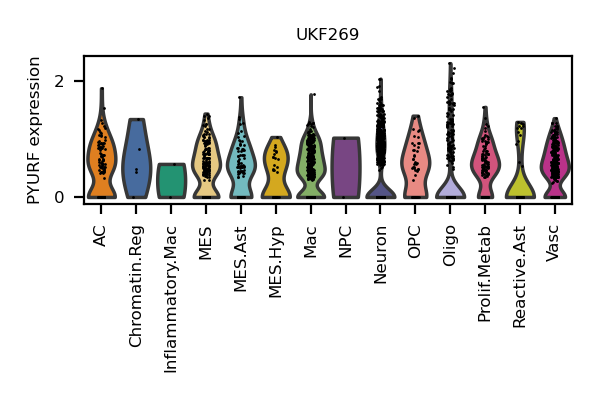 UKF269
PYURF expression
2
0
AC
Chromatin.Reg
Inflammatory.Mac
MES
MES.Ast
MES.Hyp
Mac
NPC
Neuron
OPC
Oligo
Prolif.Metab
Reactive.Ast
Vasc